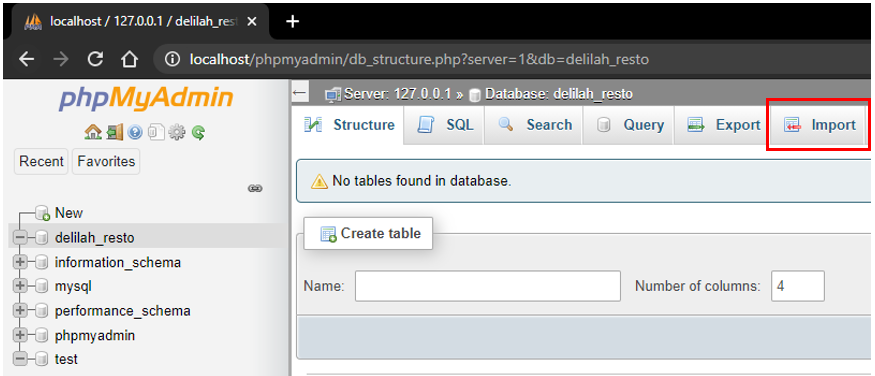 localhost / 127.0.0.1 / delilah_rest
localhost/phpmyadmin/db_structure.php?server=1&db=delilah_resto
phpMyAdmin
Recent Favorites
New
delilah_resto
information_schema
mysql
performance_schema
phpmyadmin
test
Server: 127.0.0.1 » Database: delilah_resto
Structure SQL Search Query Export Import
No tables found in database.
Create table
Name: Number of columns: 4